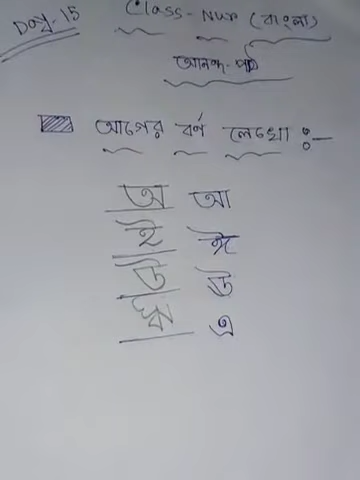 Day-15
Class-Nur (বাংলা)
আনন্দ-পাঠ
আগের বর্ণ লেখো :-
অ আ
ই ঈ
উ ঊ
ঋ এ